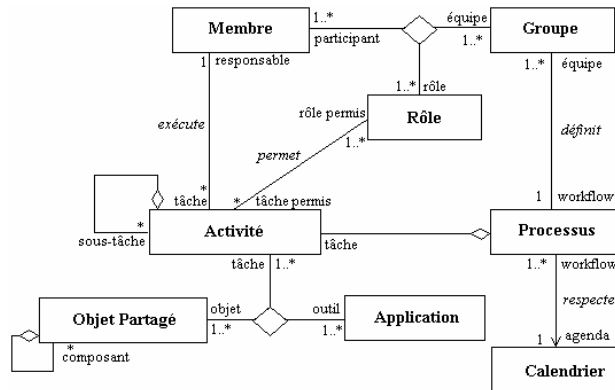 Membre
1..*
participant
équipe
1..*
Groupe
1
responsable
1..*
rôle
1..*
équipe
exécute
rôle permis
1..*
Rôle
permet
définit
*
tâche
*
tâche permis
1
workflow
*
sous-tâche
Activité
tâche
Processus
tâche
1..*
1..*
workflow
Objet Partagé
objet
1..*
outil
1..*
Application
respecte
*
composant
1
agenda
Calendrier